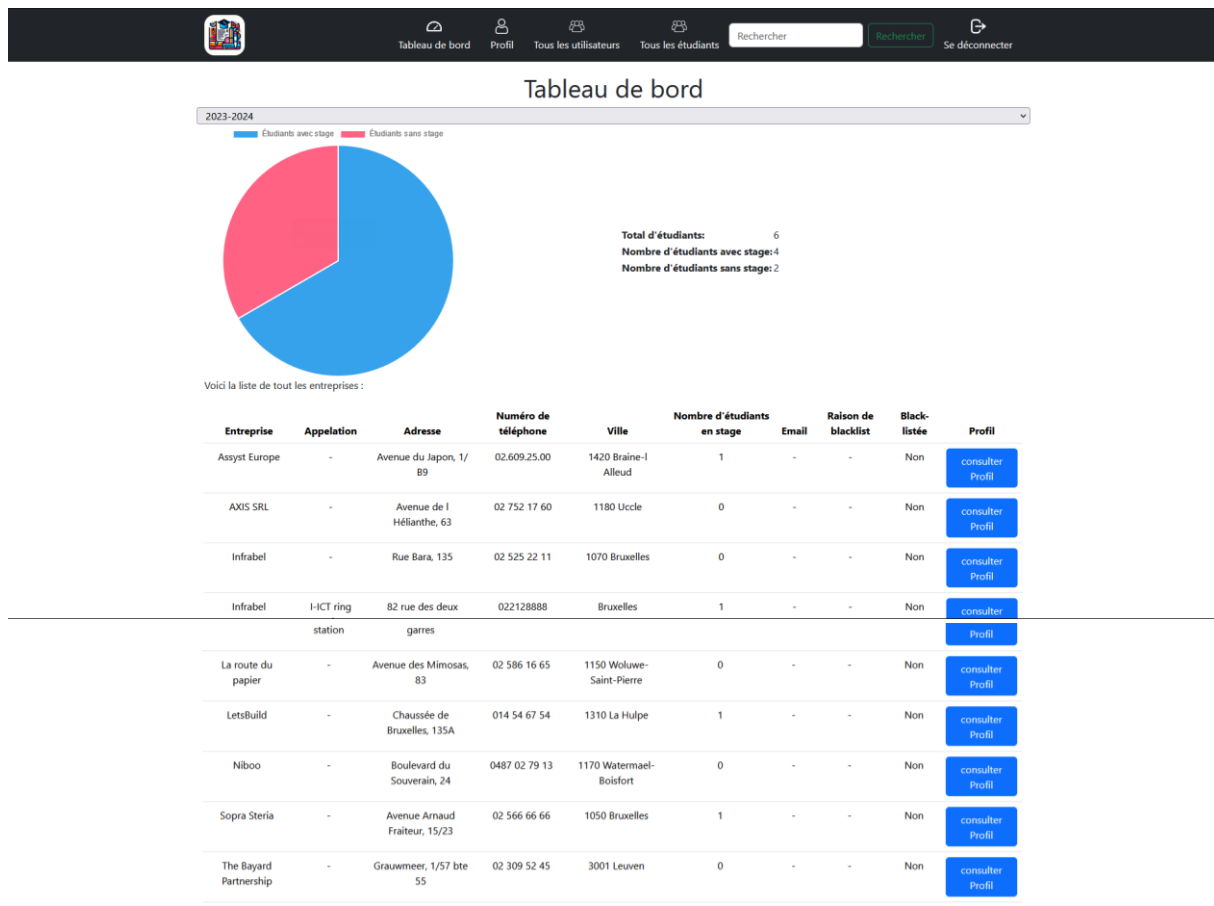 Tableau de bord Profil Tous les utilisateurs Tous les étudiants Rechercher Rechercher Se déconnecter
Tableau de bord
2023-2024
Étudiants avec stage Étudiants sans stage
Total d'étudiants: 6
Nombre d'étudiants avec stage: 4
Nombre d'étudiants sans stage: 2
Voici la liste de tout les entreprises :
Numéro de Nombre d'étudiants Raison de Black-
Entreprise Appelation Adresse téléphone Ville en stage Email blacklist listée Profil
Assyst Europe - Avenue du Japon, 1/ 02.609.25.00 1420 Braine-l 1 - - Non consulter
B9 Alleud Profil
AXIS SRL - Avenue de l 02 752 17 60 1180 Uccle 0 - - Non consulter
Hélianthe, 63 Profil
Infrabel - Rue Bara, 135 02 525 22 11 1070 Bruxelles 0 - - Non consulter
Profil
Infrabel I-ICT ring 82 rue des deux 022128888 Bruxelles 1 - - Non consulter
station garres Profil
La route du - Avenue des Mimosas, 02 586 16 65 1150 Woluwe- 0 - - Non consulter
papier 83 Saint-Pierre Profil
LetsBuild - Chaussée de 014 54 67 54 1310 La Hulpe 1 - - Non consulter
Bruxelles, 135A Profil
Niboo - Boulevard du 0487 02 79 13 1170 Watermael- 0 - - Non consulter
Souverain, 24 Boisfort Profil
Sopra Steria - Avenue Arnaud 02 566 66 66 1050 Bruxelles 1 - - Non consulter
Fraiteur, 15/23 Profil
The Bayard - Grauwmeer, 1/57 bte 02 309 52 45 3001 Leuven 0 - - Non consulter
Partnership 55 Profil